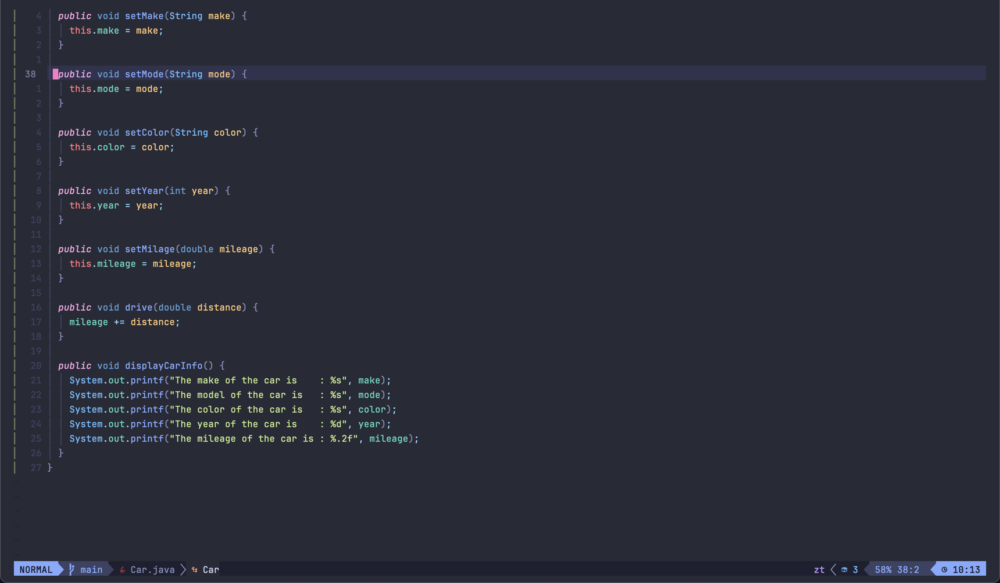 4 public void setMake(String make) {
3 this.make = make;
2 }
1
38 public void setMode(String mode) {
1 this.mode = mode;
2 }
3
4 public void setColor(String color) {
5 this.color = color;
6 }
7
8 public void setYear(int year) {
9 this.year = year;
10 }
11
12 public void setMilage(double mileage) {
13 this.mileage = mileage;
14 }
15
16 public void drive(double distance) {
17 mileage += distance;
18 }
19
20 public void displayCarInfo() {
21 System.out.printf("The make of the car is    : %s", make);
22 System.out.printf("The model of the car is   : %s", mode);
23 System.out.printf("The color of the car is   : %s", color);
24 System.out.printf("The year of the car is    : %d", year);
25 System.out.printf("The mileage of the car is : %.2f", mileage);
26 }
27 }
~
~
~
~
~
~
NORMAL main Car.java Car zt 3 58% 38:2 10:13